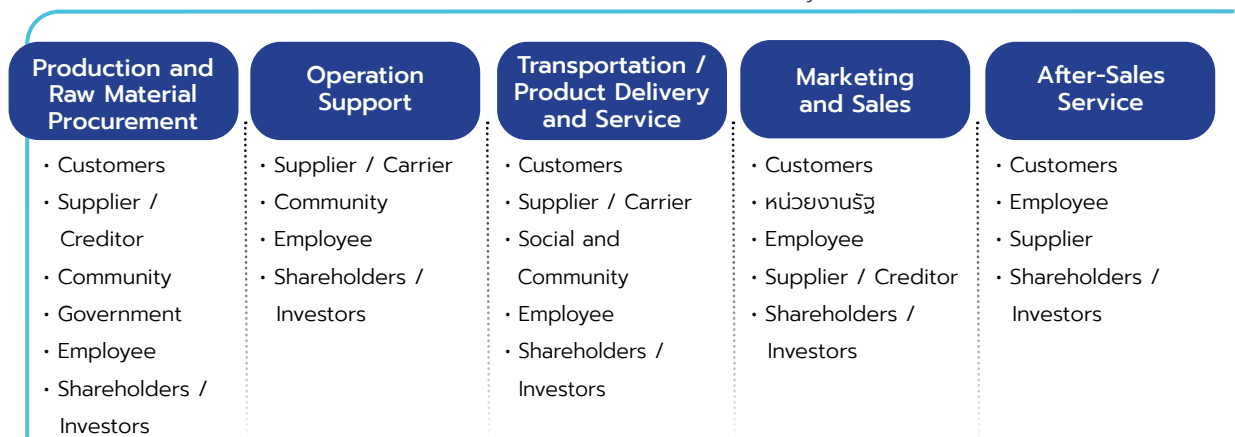 Production and
Raw Material
Procurement
• Customers
• Supplier /
Creditor
• Community
• Government
• Employee
• Shareholders /
Investors
Operation
Support
• Supplier / Carrier
• Community
• Employee
• Shareholders /
Investors
Transportation /
Product Delivery
and Service
• Customers
• Supplier / Carrier
• Social and
Community
• Employee
• Shareholders /
Investors
Marketing
and Sales
• Customers
• หน่วยงานรัฐ
• Employee
• Supplier / Creditor
• Shareholders /
Investors
After-Sales
Service
• Customers
• Employee
• Supplier
• Shareholders /
Investors